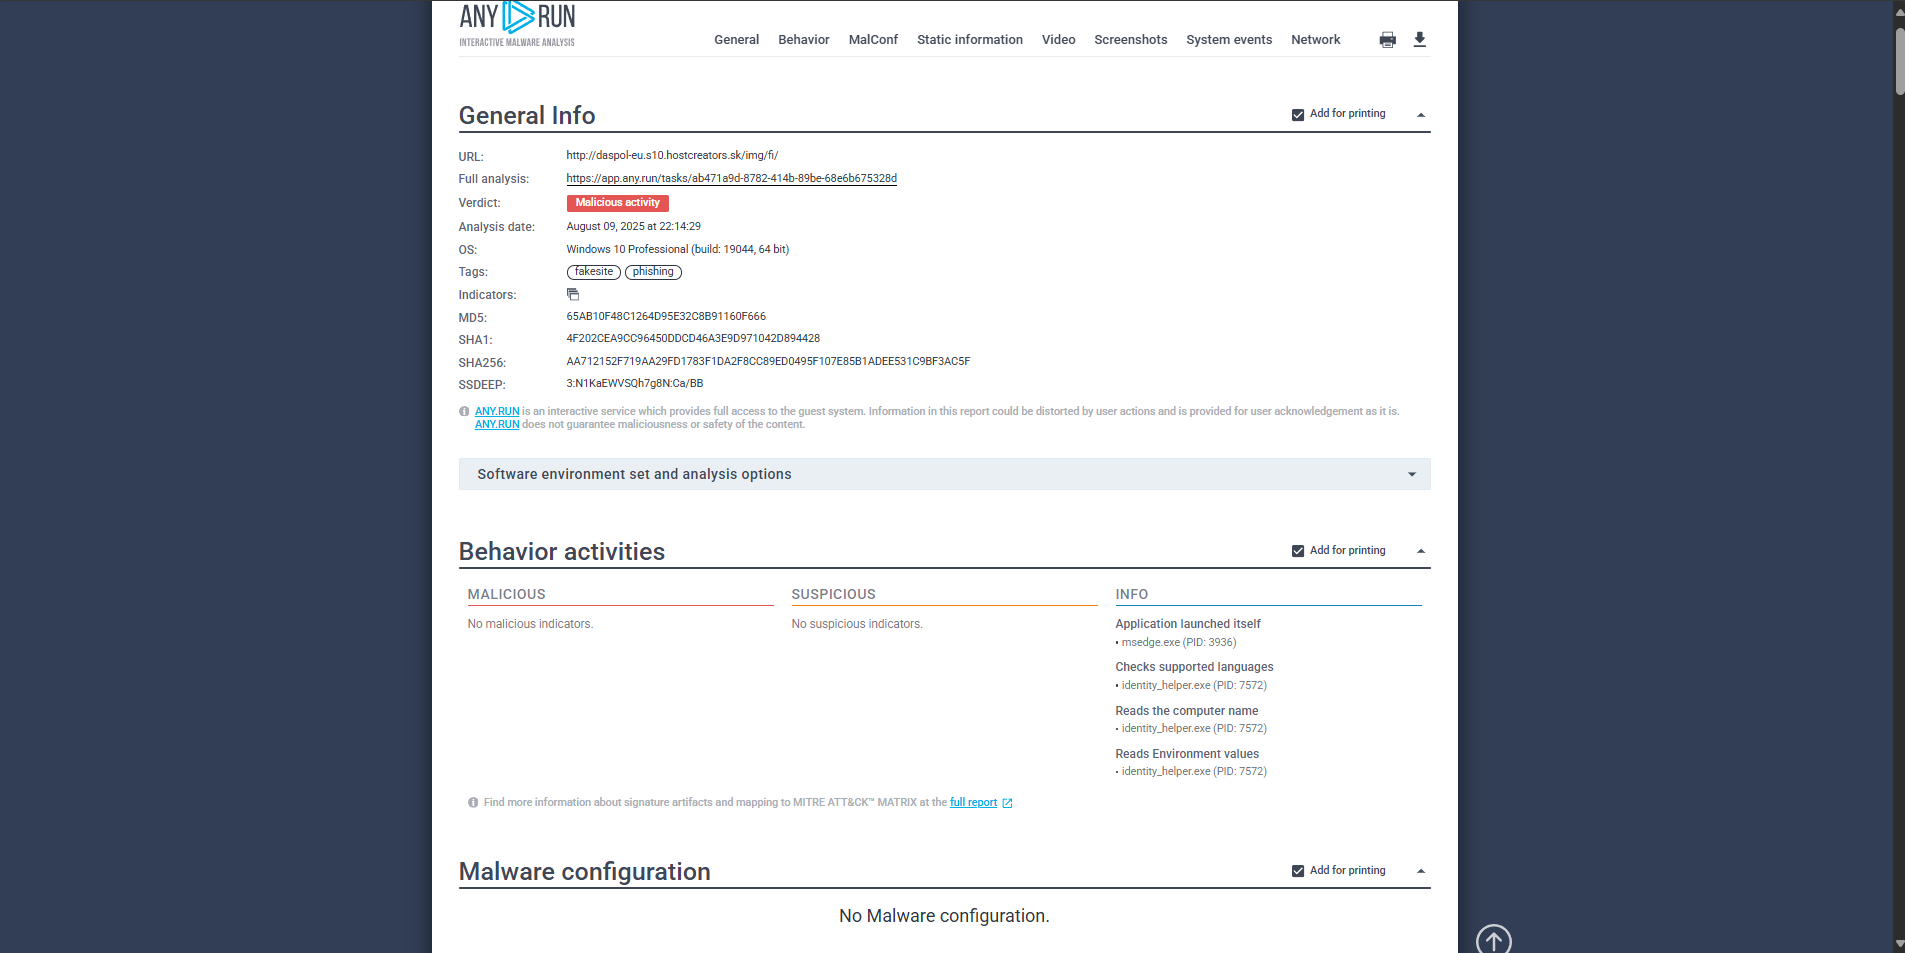 ANY RUN
INTERACTIVE MALWARE ANALYSIS
General Behavior MalConf Static information Video Screenshots System events Network
General Info
Add for printing
URL: http://daspol-eu.s10.hostcreators.sk/img/fi/
Full analysis: https://app.any.run/tasks/ab471a9d-8782-414b-89be-68e6b675328d
Verdict: Malicious activity
Analysis date: August 09, 2025 at 22:14:29
OS: Windows 10 Professional (build: 19044, 64 bit)
Tags: fakesite phishing
Indicators:
MD5: 65AB10F48C1264D95E32C8B91160F666
SHA1: 4F202CEA9CC96450DDCD46A3E9D971042D894428
SHA256: AA712152F719AA29FD1783F1DA2F8CC89ED0495F107E85B1ADEE531C9BF3AC5F
SSDEEP: 3:N1KaEWVSQh7g8N:Ca/BB
ANY.RUN is an interactive service which provides full access to the guest system. Information in this report could be distorted by user actions and is provided for user acknowledgement as it is.
ANY.RUN does not guarantee maliciousness or safety of the content.
Software environment set and analysis options
Behavior activities
Add for printing
MALICIOUS
No malicious indicators.
SUSPICIOUS
No suspicious indicators.
INFO
Application launched itself
• msedge.exe (PID: 3936)
Checks supported languages
• identity_helper.exe (PID: 7572)
Reads the computer name
• identity_helper.exe (PID: 7572)
Reads Environment values
• identity_helper.exe (PID: 7572)
Find more information about signature artifacts and mapping to MITRE ATT&CK™ MATRIX at the full report
Malware configuration
Add for printing
No Malware configuration.